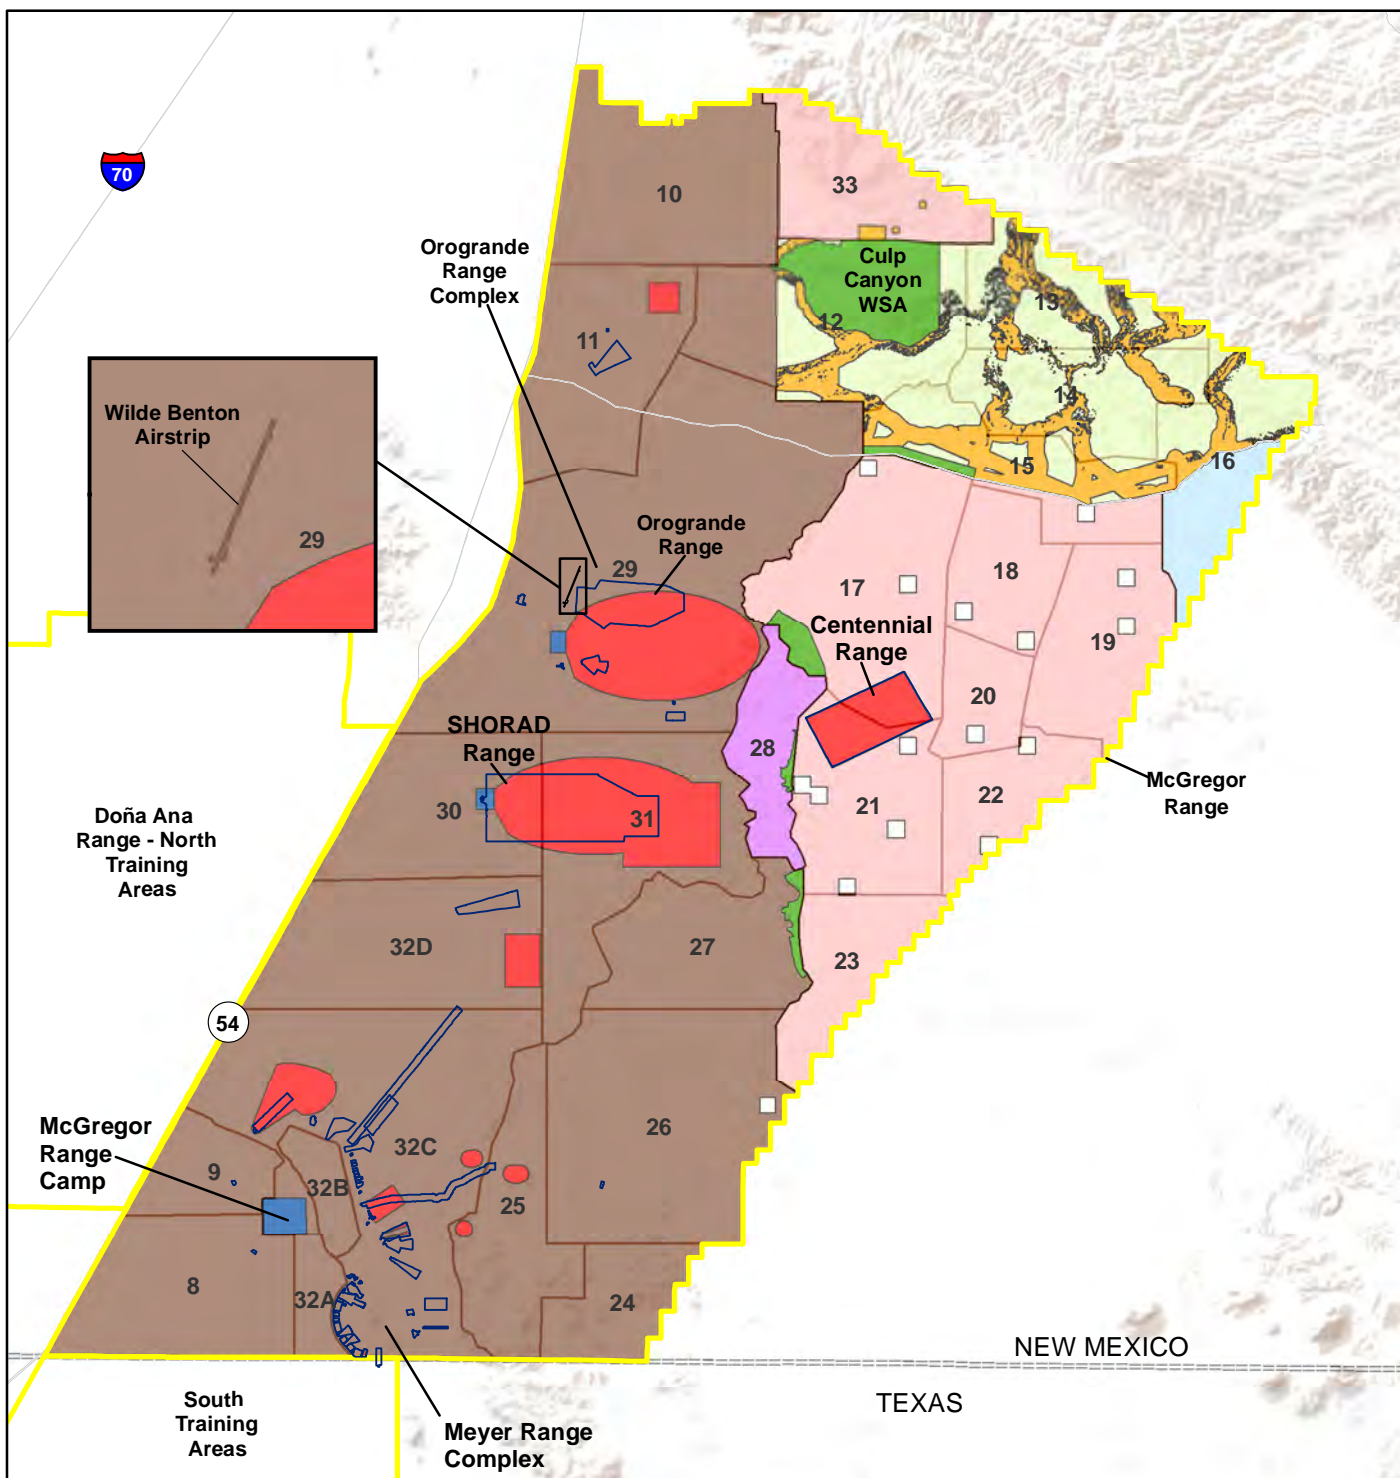 70
10
33
Orogrande
Range
Complex
Culp
Canyon
WSA
13
12
11
14
Wilde Benton
Airstrip
15
16
29
Orogrande
Range
29
17
18
19
Centennial
Range
20
SHORAD
Range
28
McGregor
Range
30
31
21
22
Doña Ana
Range - North
Training
Areas
32D
27
23
54
McGregor
Range
Camp
9
32B
32C
26
25
8
32A
24
NEW MEXICO
TEXAS
South
Training
Areas
Meyer Range
Complex